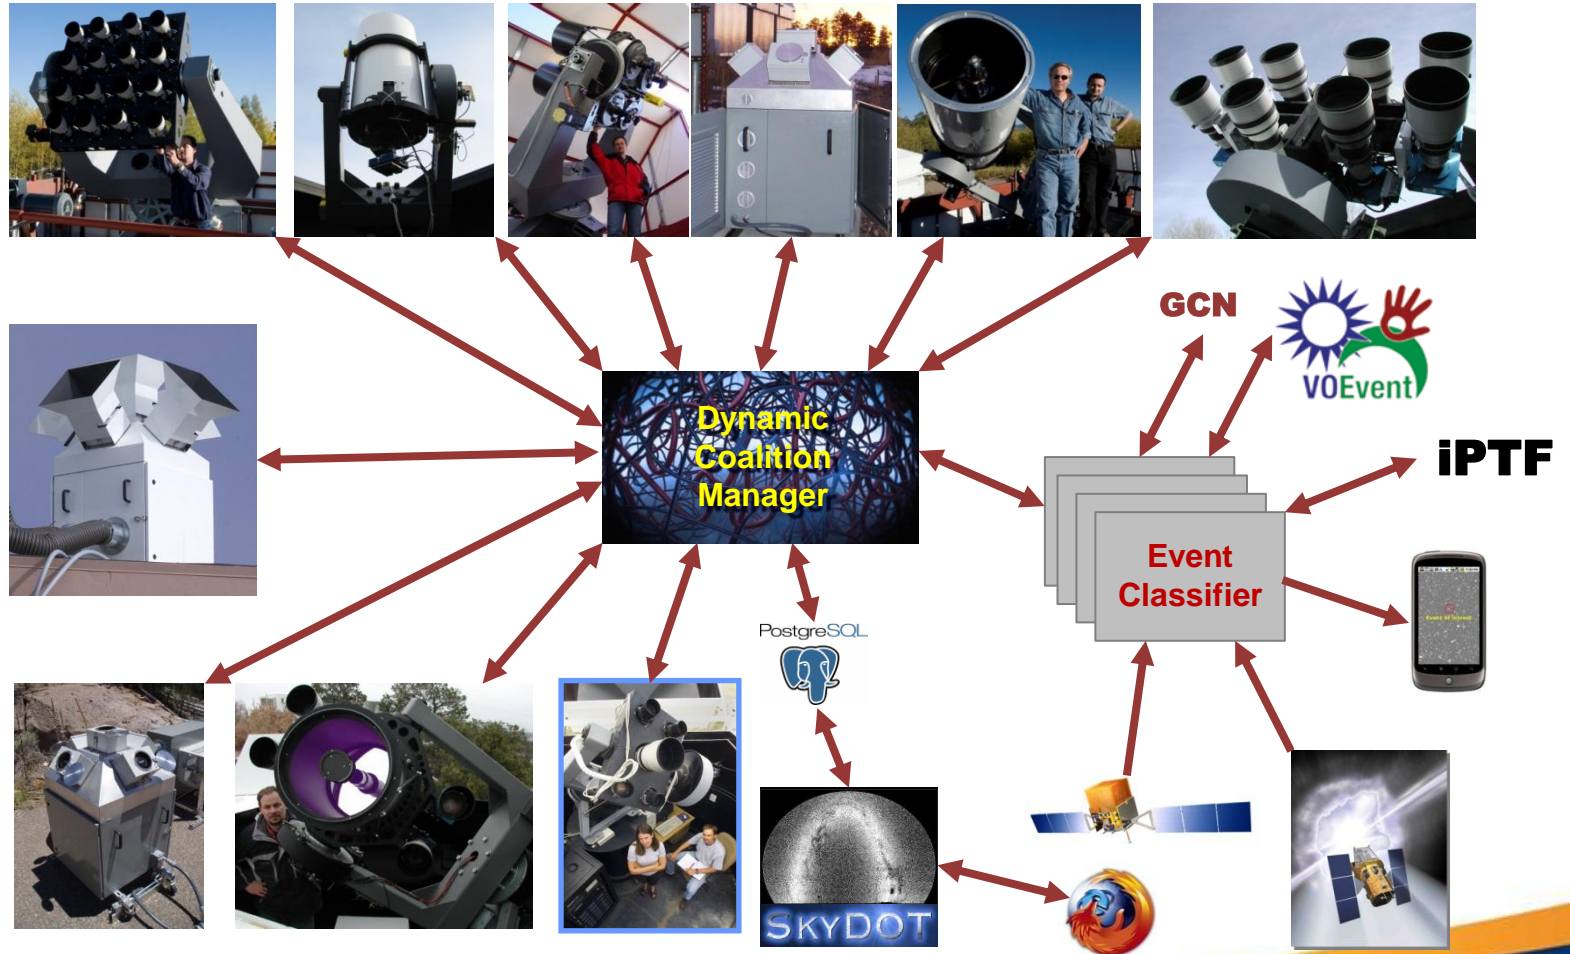 GCN
VOEvent
Dynamic
Coalition
Manager
iPTF
Event
Classifier
PostgreSQL
SKYDOT